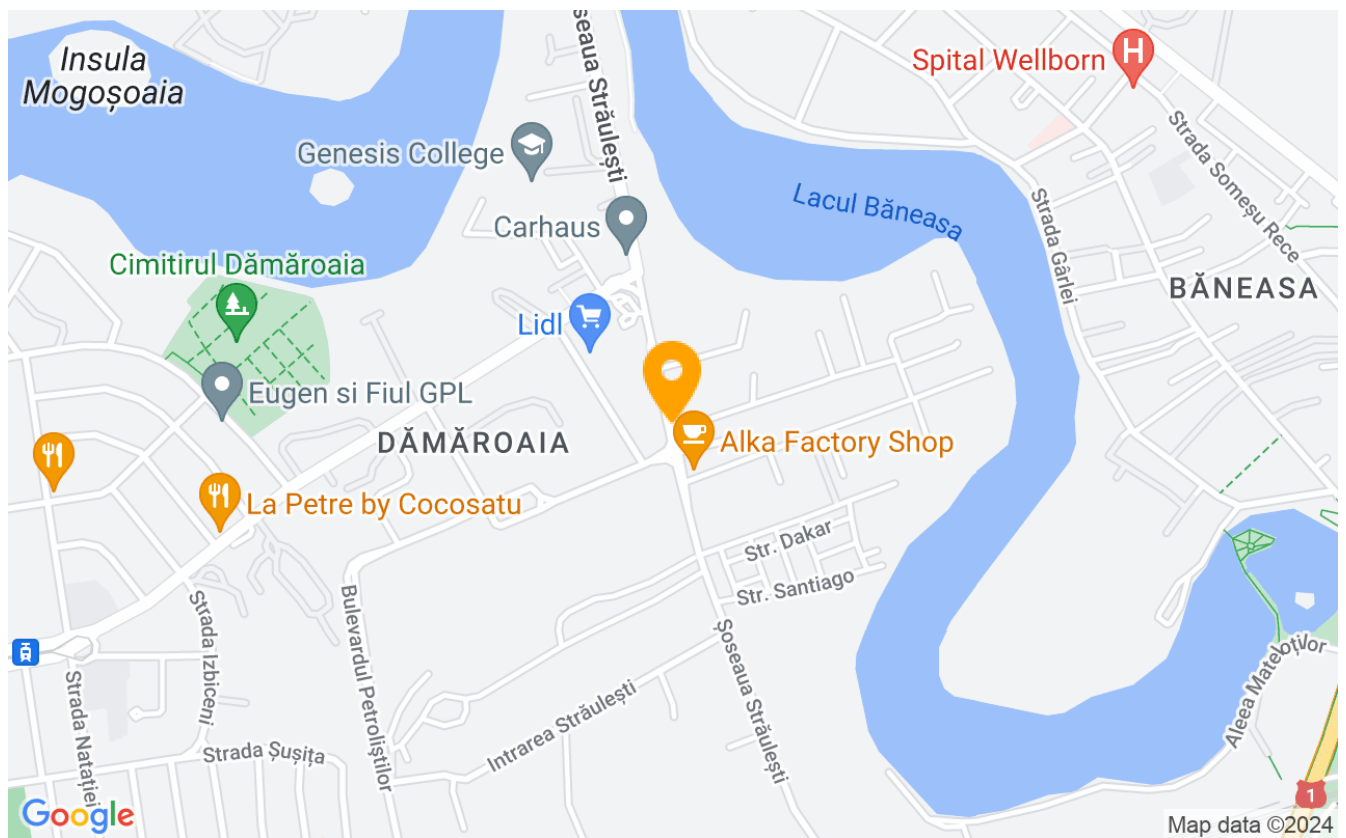 Insula
Mogoșoaia
șeaua Străulești
Spital Wellborn
H
Genesis College
Strada Someșu Rece
Lacul Băneasa
Carhaus
Strada Gârlei
Cimitirul Dămăroaia
BĂNEASA
Lidl
Eugen si Fiul GPL
DĂMĂROAIA
Alka Factory Shop
La Petre by Cocosatu
Str. Dakar
Str. Santiago
Strada Izbiceni
Bulevardul Petroliștilor
Șoseaua Străulești
Aleea Mateloților
Strada Natației
Intrarea Străulești
Strada Șușița
1
Google
Map data ©2024